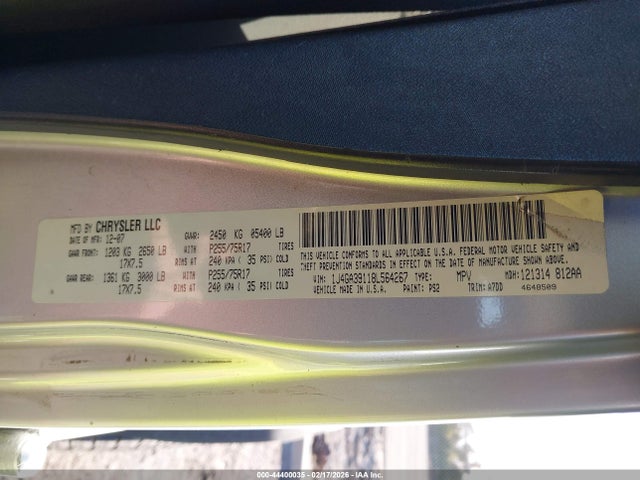 MFD BY CHRYSLER LLC
DATE OF MFR: 12-07 GVWR: 2450 KG 05400 LB
GAWR FRONT: 1203 KG 2650 LB WITH P255/75R17 TIRES
17X7.5 RIMS AT 240 KPA ( 35 PSI) COLD
GAWR REAR: 1361 KG 3000 LB WITH P255/75R17 TIRES
17X7.5 RIMS AT 240 KPA ( 35 PSI) COLD
THIS VEHICLE CONFORMS TO ALL APPLICABLE U.S.A. FEDERAL MOTOR VEHICLE SAFETY AND
THEFT PREVENTION STANDARDS IN EFFECT ON THE DATE OF MANUFACTURE SHOWN ABOVE.
VIN: 1J4GA39118L564267 TYPE: MPV MDH: 121314 812AA
VEHICLE MADE IN U.S.A. PAINT: PS2 TRIM: A7DD 4648509
000-44400035 - 02/17/2026 - IAA Inc.